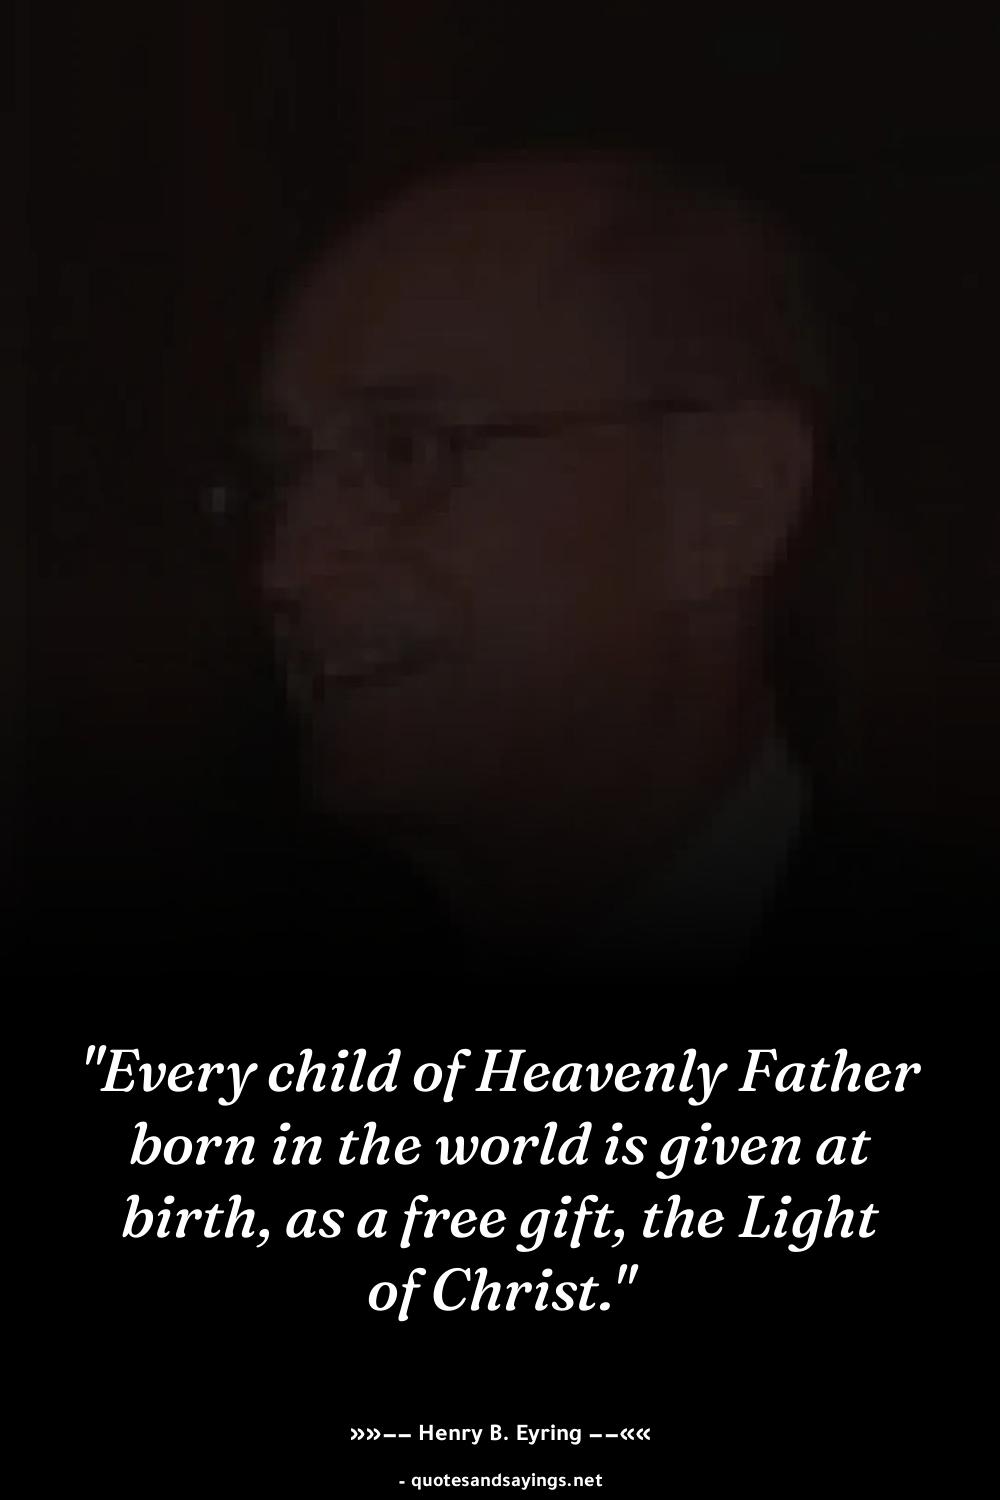 "Every child of Heavenly Father
born in the world is given at
birth, as a free gift, the Light
of Christ."
»»−− Henry B. Eyring −−««
- quotesandsayings.net